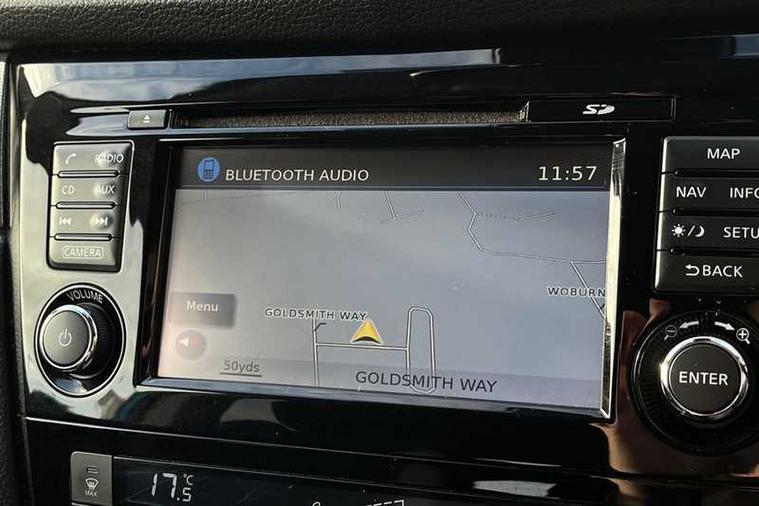 SD
RADIO
CD AUX
CAMERA
VOLUME
BLUETOOTH AUDIO 11:57
WOBURN
GOLDSMITH WAY
Menu
50yds
GOLDSMITH WAY
MAP
NAV INFO
SETU
BACK
ENTER
MAX
17.5 °C